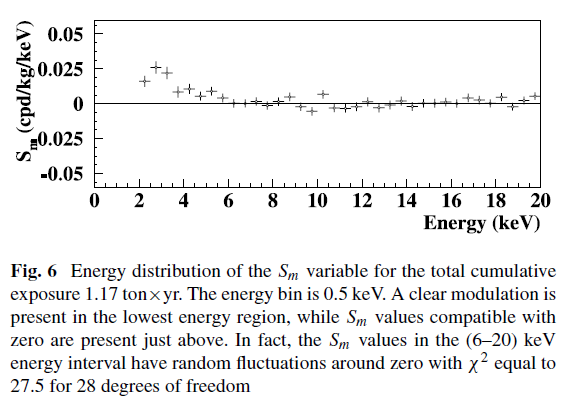 0.05
0.025
0
-0.025
-0.05
S_m (cpd/kg/keV)
0 2 4 6 8 10 12 14 16 18 20
Energy (keV)
Fig. 6 Energy distribution of the S_m variable for the total cumulative
exposure 1.17 ton×yr. The energy bin is 0.5 keV. A clear modulation is
present in the lowest energy region, while S_m values compatible with
zero are present just above. In fact, the S_m values in the (6–20) keV
energy interval have random fluctuations around zero with χ² equal to
27.5 for 28 degrees of freedom